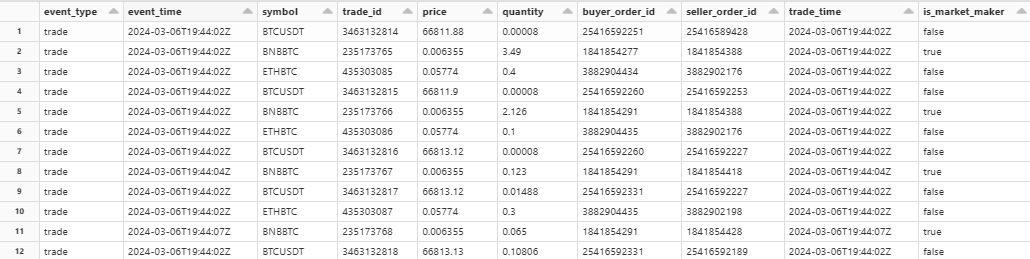 event_type event_time symbol trade_id price quantity buyer_order_id seller_order_id trade_time is_market_maker
1 trade 2024-03-06T19:44:02Z BTCUSDT 3463132814 66811.88 0.00008 25416592251 25416589428 2024-03-06T19:44:02Z false
2 trade 2024-03-06T19:44:02Z BNBBTC 235173765 0.006355 3.49 1841854277 1841854388 2024-03-06T19:44:02Z true
3 trade 2024-03-06T19:44:02Z ETHBTC 435303085 0.05774 0.4 3882904434 3882902176 2024-03-06T19:44:02Z false
4 trade 2024-03-06T19:44:02Z BTCUSDT 3463132815 66811.9 0.00008 25416592260 25416592253 2024-03-06T19:44:02Z false
5 trade 2024-03-06T19:44:02Z BNBBTC 235173766 0.006355 2.126 1841854291 1841854388 2024-03-06T19:44:02Z true
6 trade 2024-03-06T19:44:02Z ETHBTC 435303086 0.05774 0.1 3882904435 3882902176 2024-03-06T19:44:02Z false
7 trade 2024-03-06T19:44:02Z BTCUSDT 3463132816 66813.12 0.00008 25416592260 25416592227 2024-03-06T19:44:02Z false
8 trade 2024-03-06T19:44:04Z BNBBTC 235173767 0.006355 0.123 1841854291 1841854418 2024-03-06T19:44:04Z true
9 trade 2024-03-06T19:44:02Z BTCUSDT 3463132817 66813.12 0.01488 25416592331 25416592227 2024-03-06T19:44:02Z false
10 trade 2024-03-06T19:44:02Z ETHBTC 435303087 0.05774 0.3 3882904435 3882902198 2024-03-06T19:44:02Z false
11 trade 2024-03-06T19:44:07Z BNBBTC 235173768 0.006355 0.065 1841854291 1841854428 2024-03-06T19:44:07Z true
12 trade 2024-03-06T19:44:02Z BTCUSDT 3463132818 66813.13 0.10806 25416592331 25416592189 2024-03-06T19:44:02Z false